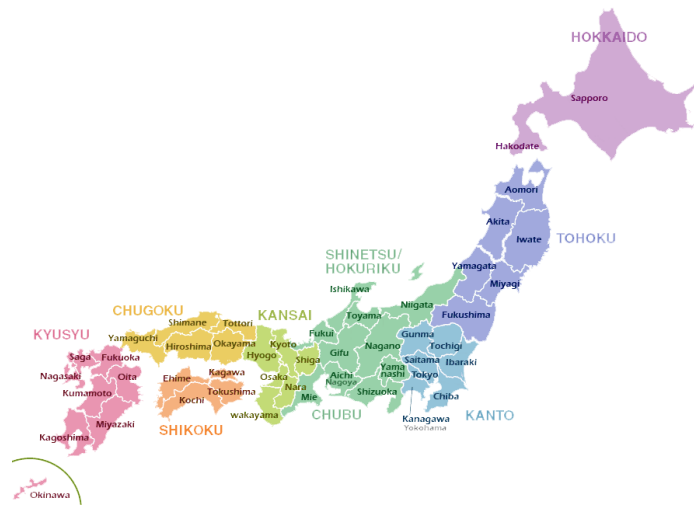 HOKKAIDO
Sapporo
Hakodate
Aomori
Akita
Iwate
TOHOKU
SHINETSU/
HOKURIKU
Yamagata
Miyagi
Ishikawa
Niigata
CHUGOKU
KANSAI
Toyama
Fukushima
Shimane
Tottori
KYUSYU
Yamaguchi
Hiroshima
Okayama
Hyogo
Kyoto
Fukui
Gifu
Nagano
Gunma
Tochigi
Saga
Fukuoka
Shiga
Saitama
Ibaraki
Nagasaki
Oita
Ehime
Kagawa
Osaka
Aichi
Nagoya
Yama
nashi
Tokyo
Kumamoto
Kochi
Tokushima
Nara
Mie
Shizuoka
Chiba
Miyazaki
SHIKOKU
wakayama
CHUBU
Kanagawa
Yokohama
KANTO
Kagoshima
Okinawa